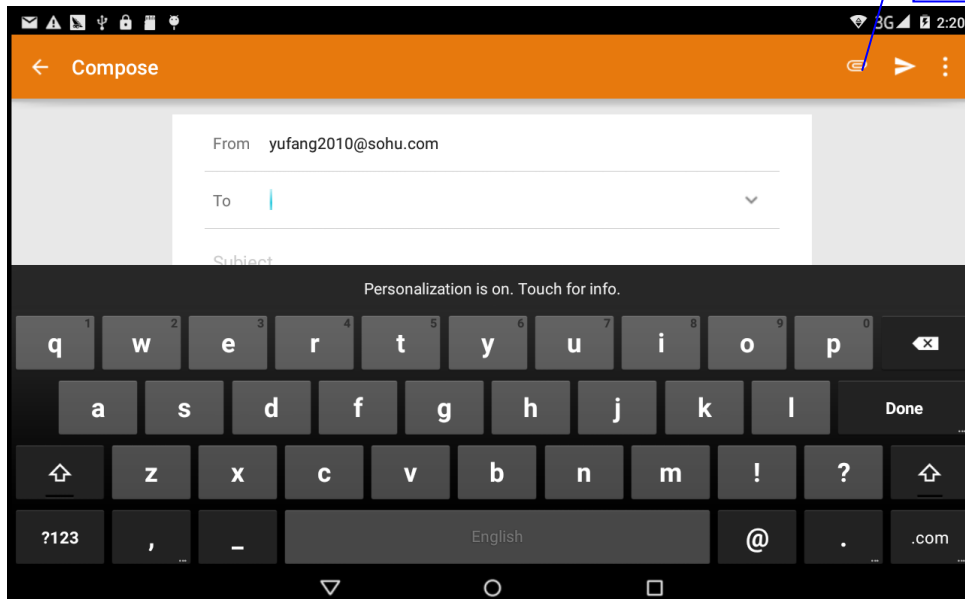 3G 2:20
Compose
From yufang2010@sohu.com
To
Subject
Personalization is on. Touch for info.
q 1 w 2 e 3 r 4 t 5 y 6 u 7 i 8 o 9 p 0
a s d f g h j k l Done ...
z x c v b n m ! ?
?123 , ... _ English @ . ... .com ...